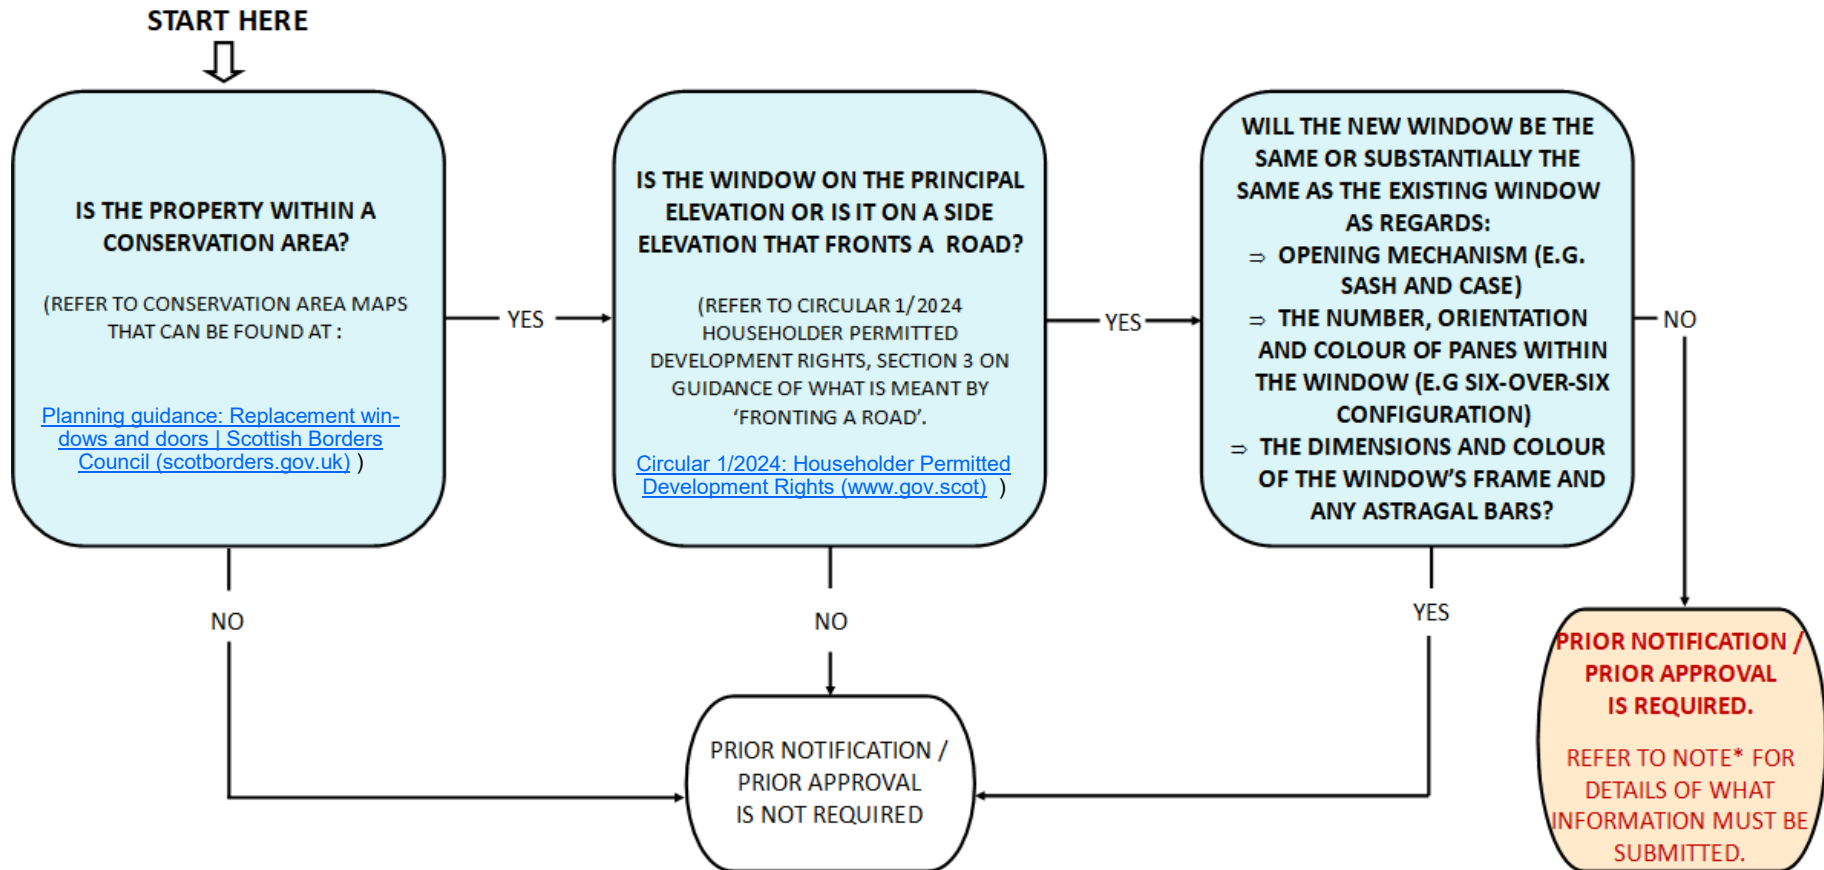 START HERE
IS THE PROPERTY WITHIN A
CONSERVATION AREA?
(REFER TO CONSERVATION AREA MAPS
THAT CAN BE FOUND AT :
Planning guidance: Replacement win-
dows and doors | Scottish Borders
Council (scotborders.gov.uk) )
YES
NO
IS THE WINDOW ON THE PRINCIPAL
ELEVATION OR IS IT ON A SIDE
ELEVATION THAT FRONTS A ROAD?
(REFER TO CIRCULAR 1/2024
HOUSEHOLDER PERMITTED
DEVELOPMENT RIGHTS, SECTION 3 ON
GUIDANCE OF WHAT IS MEANT BY
‘FRONTING A ROAD’.
Circular 1/2024: Householder Permitted
Development Rights (www.gov.scot) )
YES
NO
WILL THE NEW WINDOW BE THE
SAME OR SUBSTANTIALLY THE
SAME AS THE EXISTING WINDOW
AS REGARDS:
⇒ OPENING MECHANISM (E.G.
SASH AND CASE)
⇒ THE NUMBER, ORIENTATION
AND COLOUR OF PANES WITHIN
THE WINDOW (E.G SIX-OVER-SIX
CONFIGURATION)
⇒ THE DIMENSIONS AND COLOUR
OF THE WINDOW’S FRAME AND
ANY ASTRAGAL BARS?
NO
YES
PRIOR NOTIFICATION /
PRIOR APPROVAL
IS NOT REQUIRED
PRIOR NOTIFICATION /
PRIOR APPROVAL
IS REQUIRED.
REFER TO NOTE* FOR
DETAILS OF WHAT
INFORMATION MUST BE
SUBMITTED.